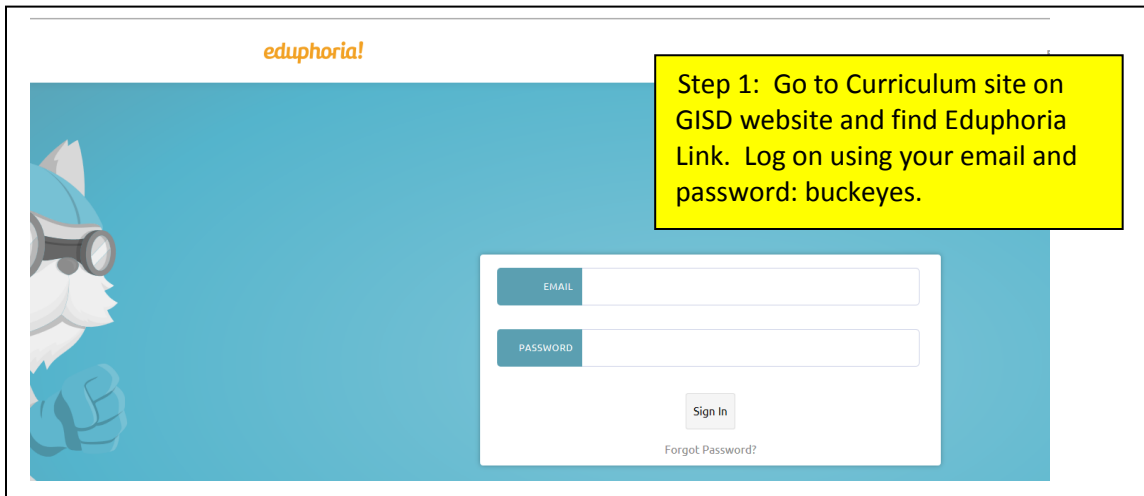 eduphoria!
Step 1: Go to Curriculum site on
GISD website and find Eduphoria
Link. Log on using your email and
password: buckeyes.
EMAIL
PASSWORD
Sign In
Forgot Password?